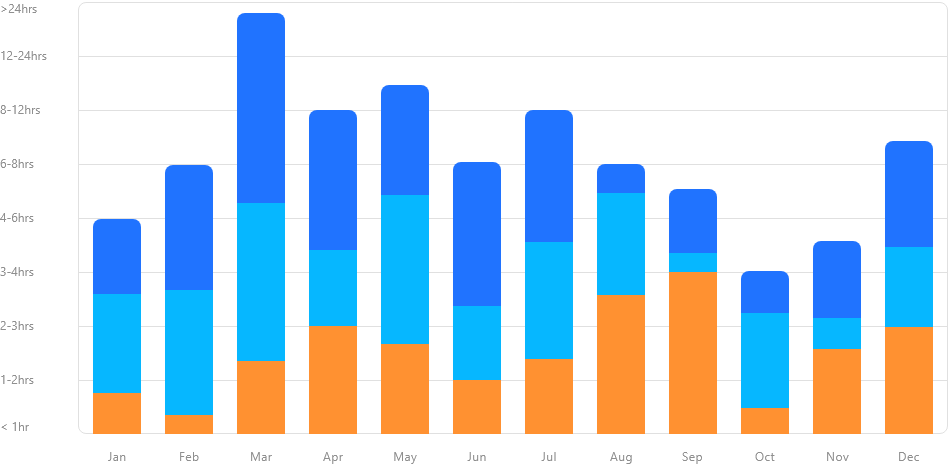 >24hrs
12-24hrs
8-12hrs
6-8hrs
4-6hrs
3-4hrs
2-3hrs
1-2hrs
< 1hr
Jan Feb Mar Apr May Jun Jul Aug Sep Oct Nov Dec